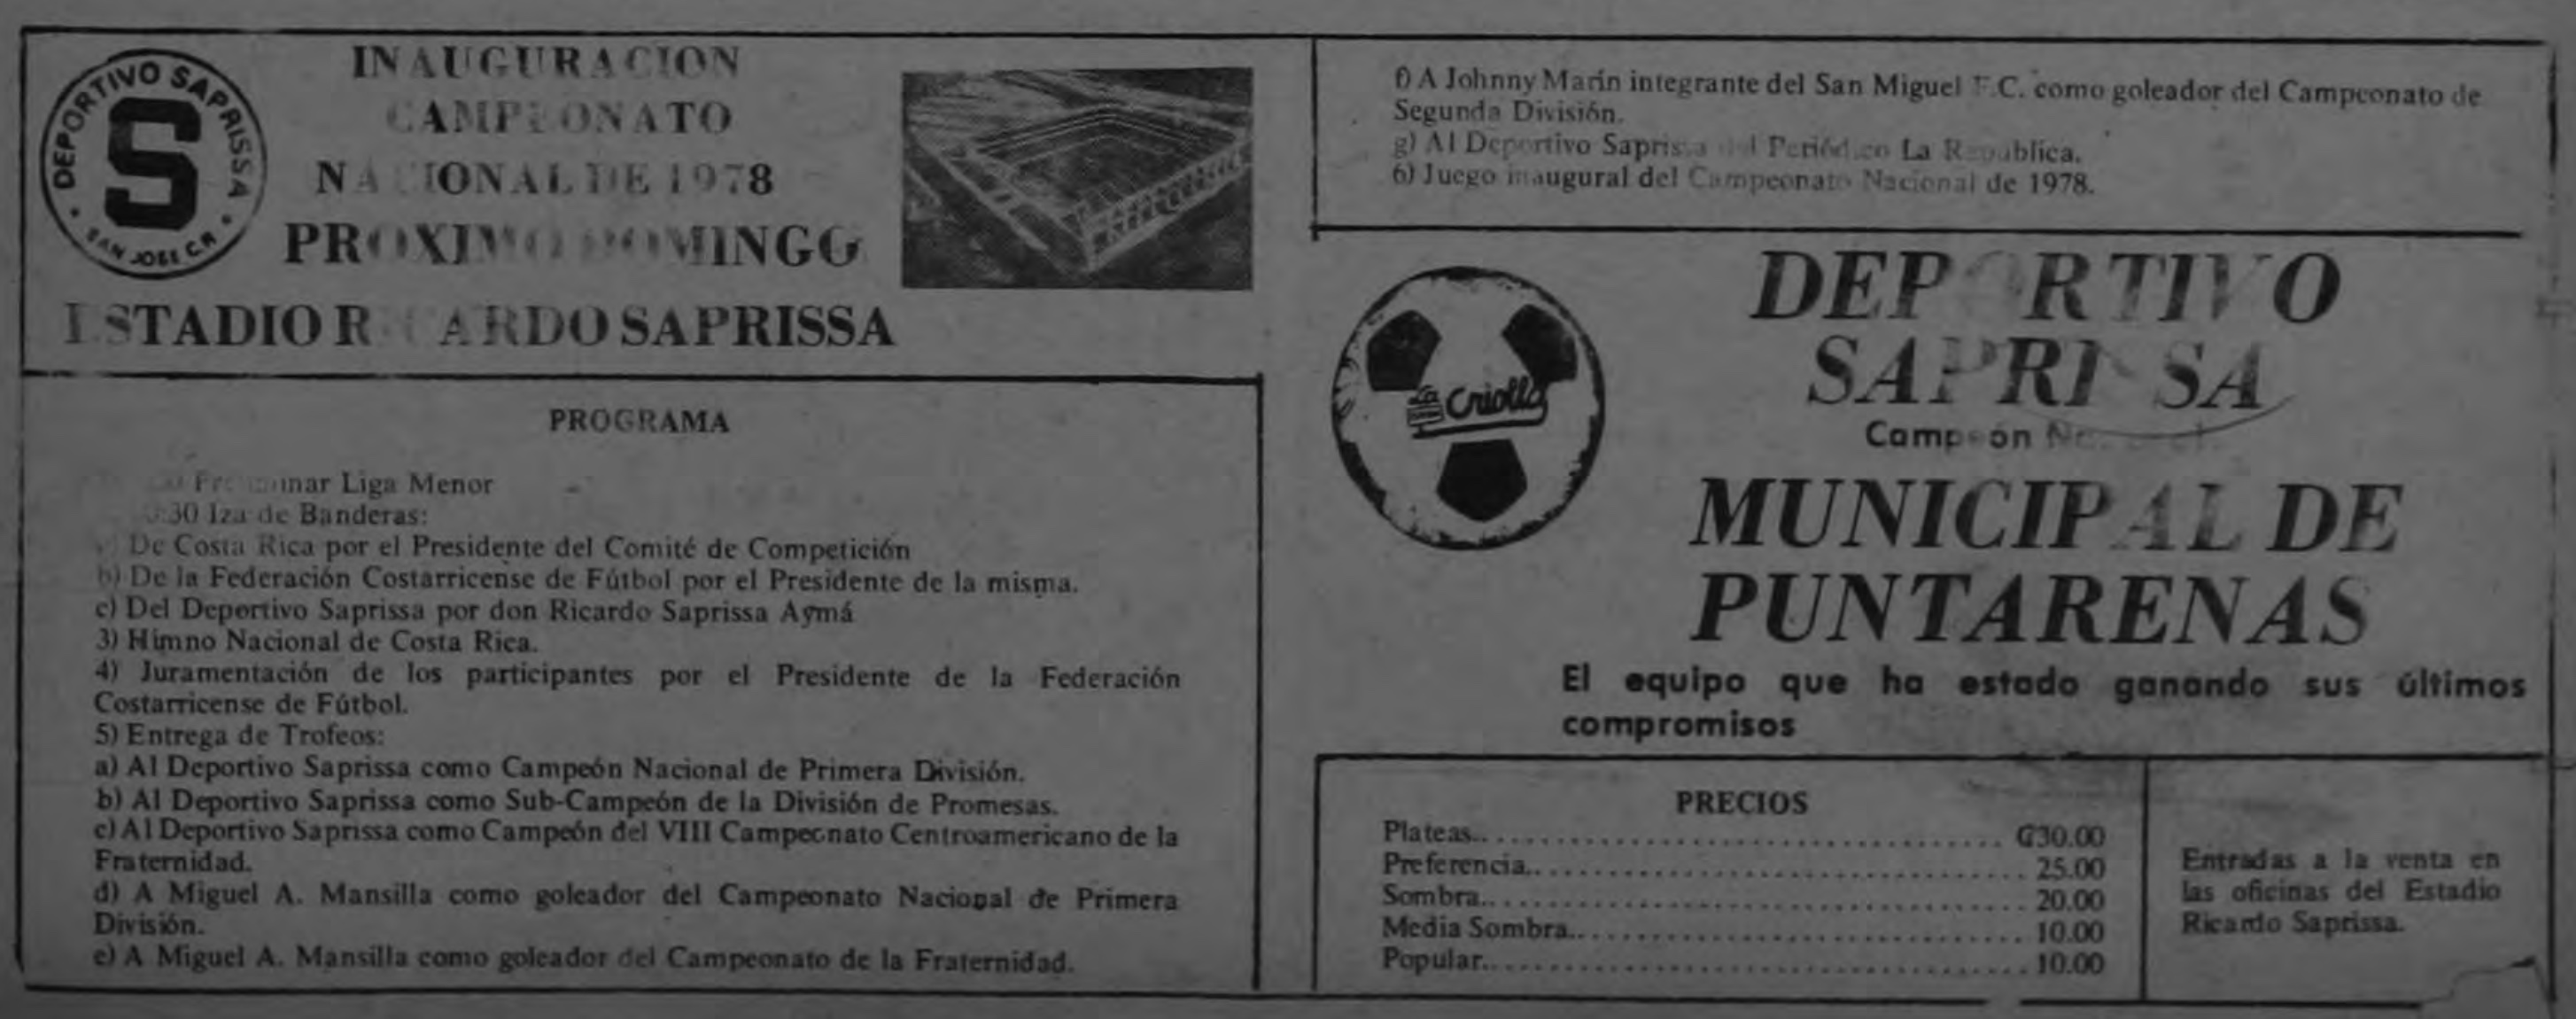 DEPORTIVO SAPRISSA
S
SAN JOSE C.R.
INAUGURACION
CAMPEONATO
NACIONAL DE 1978
PROXIMO DOMINGO
ESTADIO RICARDO SAPRISSA
PROGRAMA
Preliminar Liga Menor
:30 Iza de Banderas:
a) De Costa Rica por el Presidente del Comité de Competición
b) De la Federación Costarricense de Fútbol por el Presidente de la misma.
c) Del Deportivo Saprissa por don Ricardo Saprissa Aymá
3) Himno Nacional de Costa Rica.
4) Juramentación de los participantes por el Presidente de la Federación
Costarricense de Fútbol.
5) Entrega de Trofeos:
a) Al Deportivo Saprissa como Campeón Nacional de Primera División.
b) Al Deportivo Saprissa como Sub-Campeón de la División de Promesas.
c) Al Deportivo Saprissa como Campeón del VIII Campeonato Centroamericano de la
Fraternidad.
d) A Miguel A. Mansilla como goleador del Campeonato Nacional de Primera
División.
e) A Miguel A. Mansilla como goleador del Campeonato de la Fraternidad.
f) A Johnny Marín integrante del San Miguel F.C. como goleador del Campeonato de
Segunda División.
g) Al Deportivo Saprissa del Periódico La República.
6) Juego inaugural del Campeonato Nacional de 1978.
La Criolla
DEPORTIVO
SAPRISSA
Campeón Nacional
MUNICIPAL DE
PUNTARENAS
El equipo que ha estado ganando sus últimos
compromisos
PRECIOS
Plateas.. ₡30.00
Preferencia.. 25.00
Sombra.. 20.00
Media Sombra.. 10.00
Popular.. 10.00
Entradas a la venta en
las oficinas del Estadio
Ricardo Saprissa.